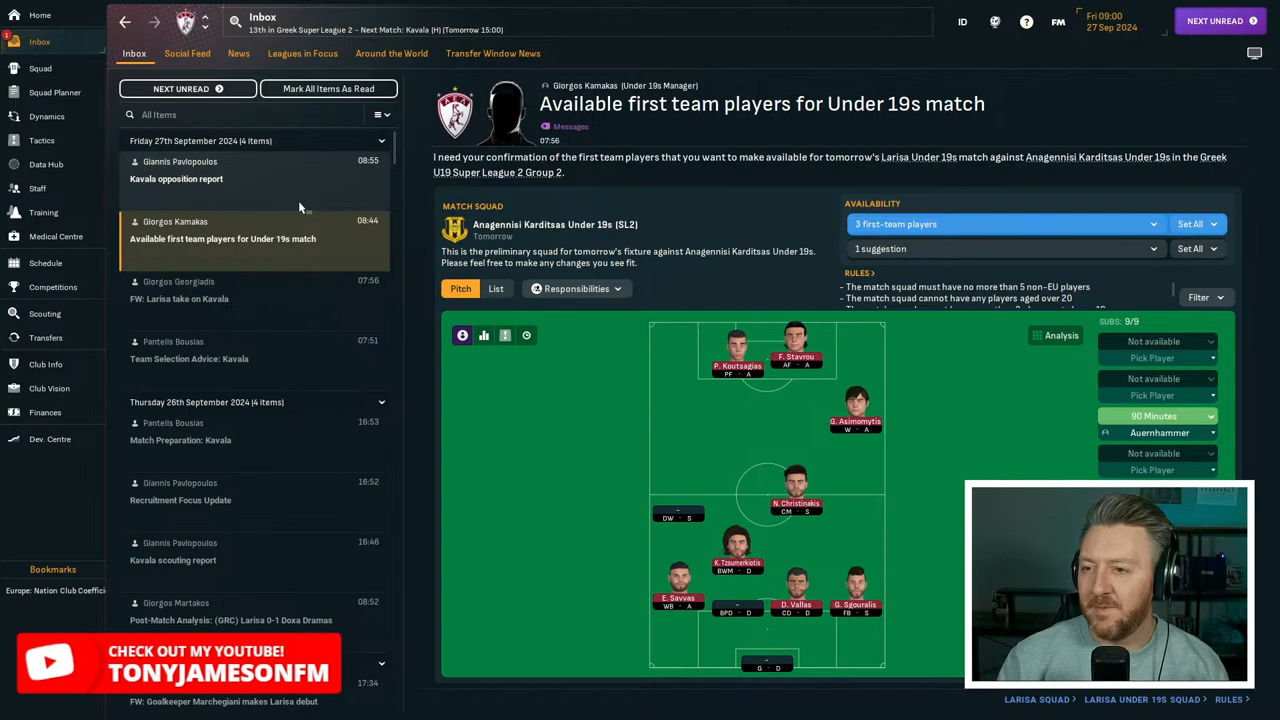 Home
1
Inbox
Squad
Squad Planner
Dynamics
Tactics
Data Hub
Staff
Training
Medical Centre
Schedule
Competitions
Scouting
Transfers
Club Info
Club Vision
Finances
Dev. Centre
Bookmarks
Europe: Nation Club Coeffici
Inbox
13th in Greek Super League 2 - Next Match: Kavala (H) (Tomorrow 15:00)
ID
?
FM
Fri 09:00
27 Sep 2024
NEXT UNREAD
Inbox
Social Feed
News
Leagues in Focus
Around the World
Transfer Window News
NEXT UNREAD
Mark All Items As Read
All Items
Friday 27th September 2024 (4 Items)
Giannis Pavlopoulos
08:55
Kavala opposition report
Giorgos Kamakas
08:44
Available first team players for Under 19s match
Giorgos Georgiadis
07:56
FW: Larisa take on Kavala
Pantelis Bousias
07:51
Team Selection Advice: Kavala
Thursday 26th September 2024 (4 Items)
Pantelis Bousias
16:53
Match Preparation: Kavala
Giannis Pavlopoulos
16:52
Recruitment Focus Update
Giannis Pavlopoulos
16:46
Kavala scouting report
Giorgos Martakos
08:52
Post-Match Analysis: (GRC) Larisa 0-1 Doxa Dramas
17:34
FW: Goalkeeper Marchegiani makes Larisa debut
Giorgos Kamakas (Under 19s Manager)
Available first team players for Under 19s match
Messages
07:56
I need your confirmation of the first team players that you want to make available for tomorrow's Larisa Under 19s match against Anagennisi Karditsas Under 19s in the Greek
U19 Super League 2 Group 2.
MATCH SQUAD
Anagennisi Karditsas Under 19s (SL2)
Tomorrow
This is the preliminary squad for tomorrow's fixture against Anagennisi Karditsas Under 19s.
Please feel free to make any changes you see fit.
AVAILABILITY
3 first-team players
Set All
1 suggestion
Set All
RULES
- The match squad must have no more than 5 non-EU players
- The match squad cannot have any players aged over 20
Pitch
List
Responsibilities
Filter
Analysis
SUBS: 9/9
Not available
Pick Player
Not available
Pick Player
90 Minutes
Auernhammer
Not available
Pick Player
P. Koutsagias
PF - A
F. Stavrou
AF - A
G. Asimomytis
W - A
N. Christinakis
CM - S
-
DW - S
K. Tzoumerkiotis
BWM - D
E. Savvas
WB - A
-
BPD - D
D. Vallas
CD - D
G. Sgouralis
FB - S
-
G - D
CHECK OUT MY YOUTUBE!
TONYJAMESONFM
LARISA SQUAD
LARISA UNDER 19S SQUAD
RULES